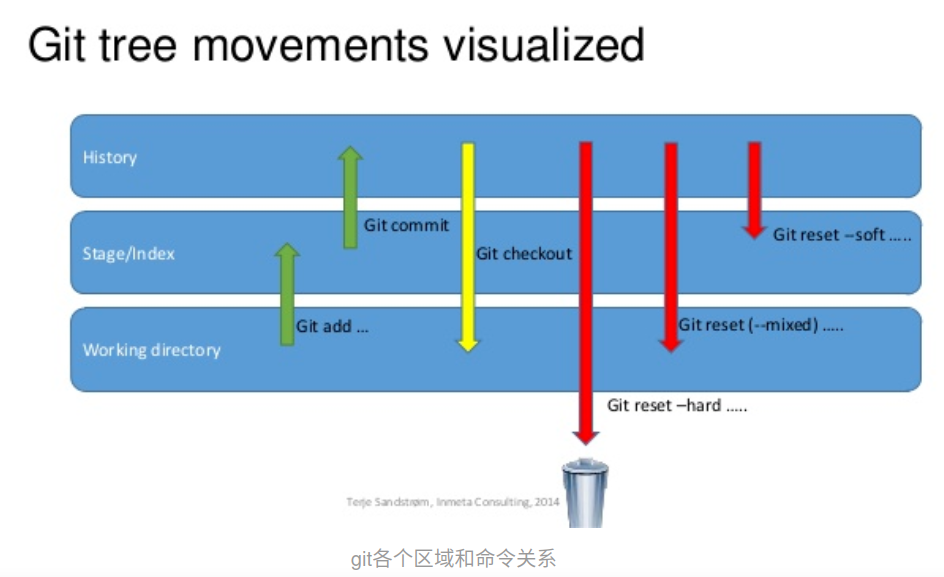 Git tree movements visualized
History
Git commit
Git reset –soft .....
Stage/Index
Git checkout
Git add ...
Git reset (--mixed) .....
Working directory
Git reset –hard .....
Terje Sandstrøm, Inmeta Consulting, 2014
git各个区域和命令关系